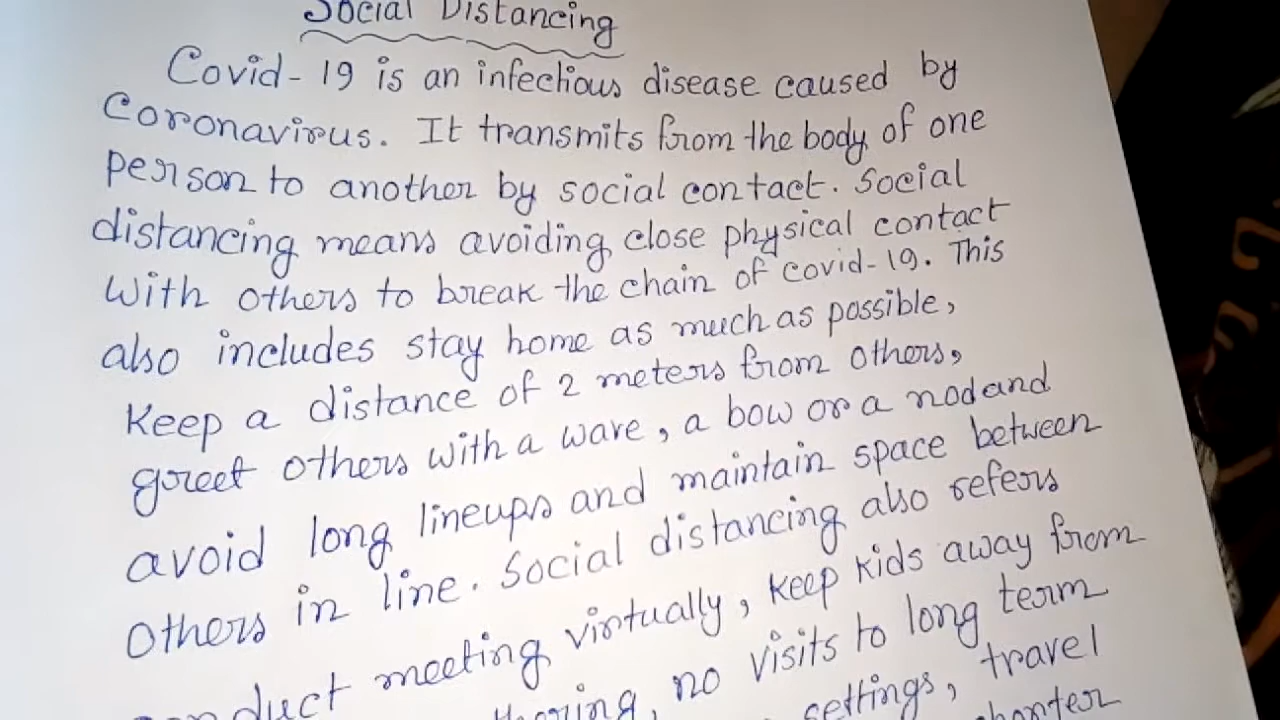 Social Distancing
Covid-19 is an infectious disease caused by
Coronavirus. It transmits from the body of one
person to another by social contact. Social
distancing means avoiding close physical contact
With others to break the chain of covid-19. This
also includes stay home as much as possible,
Keep a distance of 2 meters from others,
greet others with a wave, a bow or a nod and
avoid long lineups and maintain space between
Others in line. Social distancing also refers
conduct meeting virtually, keep kids away from
no visits to long term
settings, travel